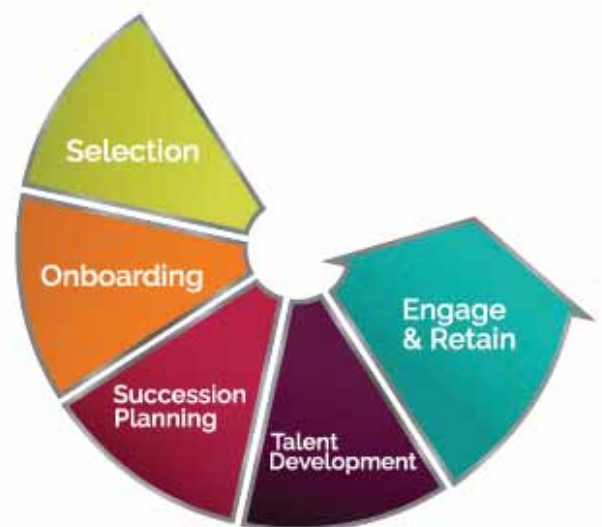 Selection
Onboarding
Succession
Planning
Talent
Development
Engage
& Retain